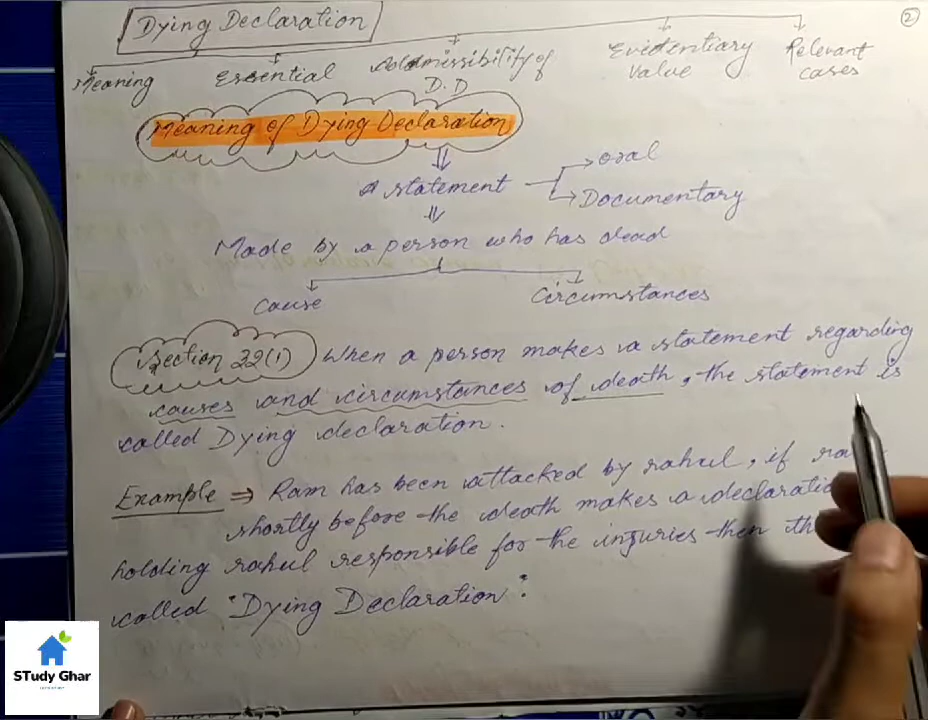 Dying Declaration
②
Meaning
Essential
Addmissibility of D.D
Evidentiary Value
Relevant cases
Meaning of Dying Declaration
A statement
oral
Documentary
Made by a person who has dead
Cause
Circumstances
Section 32(1) When a person makes a statement regarding
causes and circumstances of death, the statement is
called Dying declaration.
Example ⇒ Ram has been attacked by rahul, if
shortly before the death makes a declaration
holding rahul responsible for the injuries then
called "Dying Declaration".
STudy Ghar